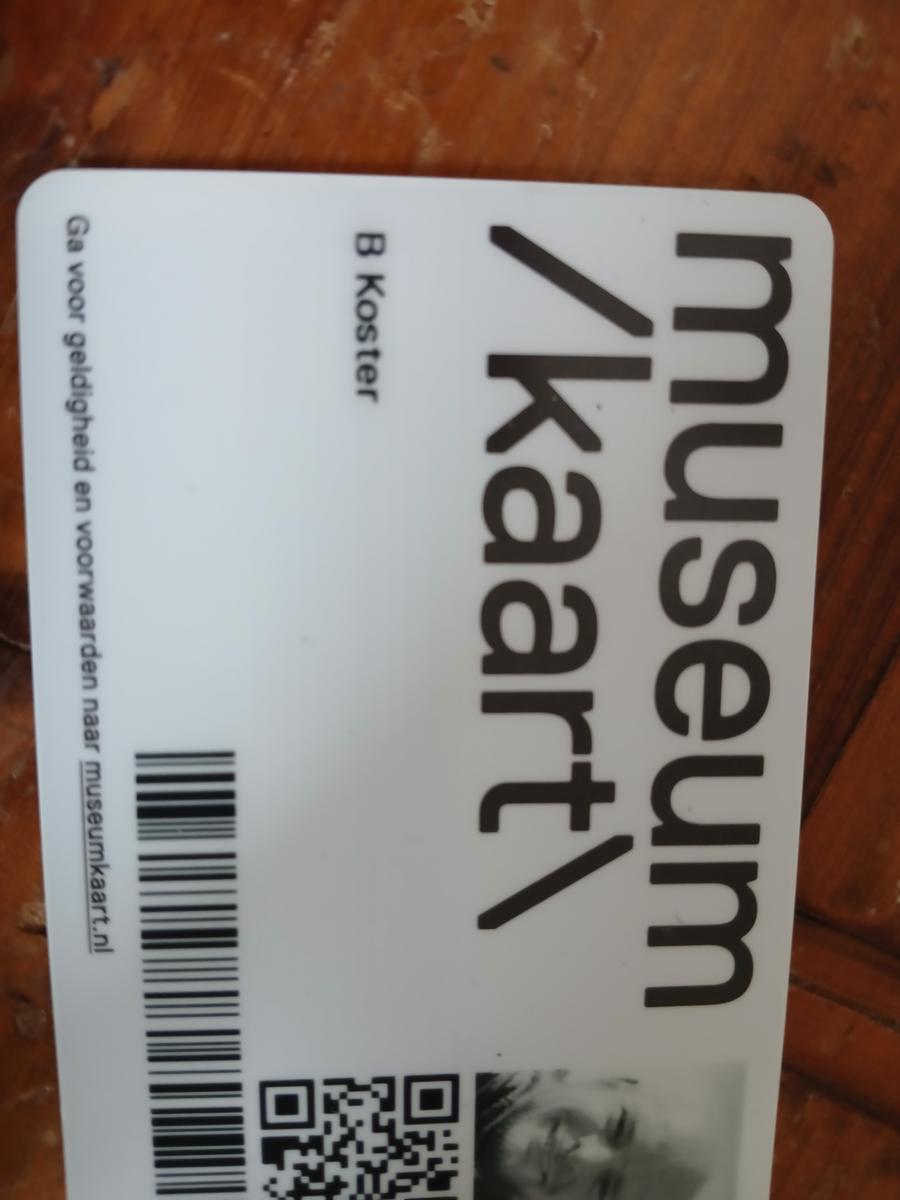 museum
/kaart\
B Koster
Ga voor geldigheid en voorwaarden naar museumkaart.nl